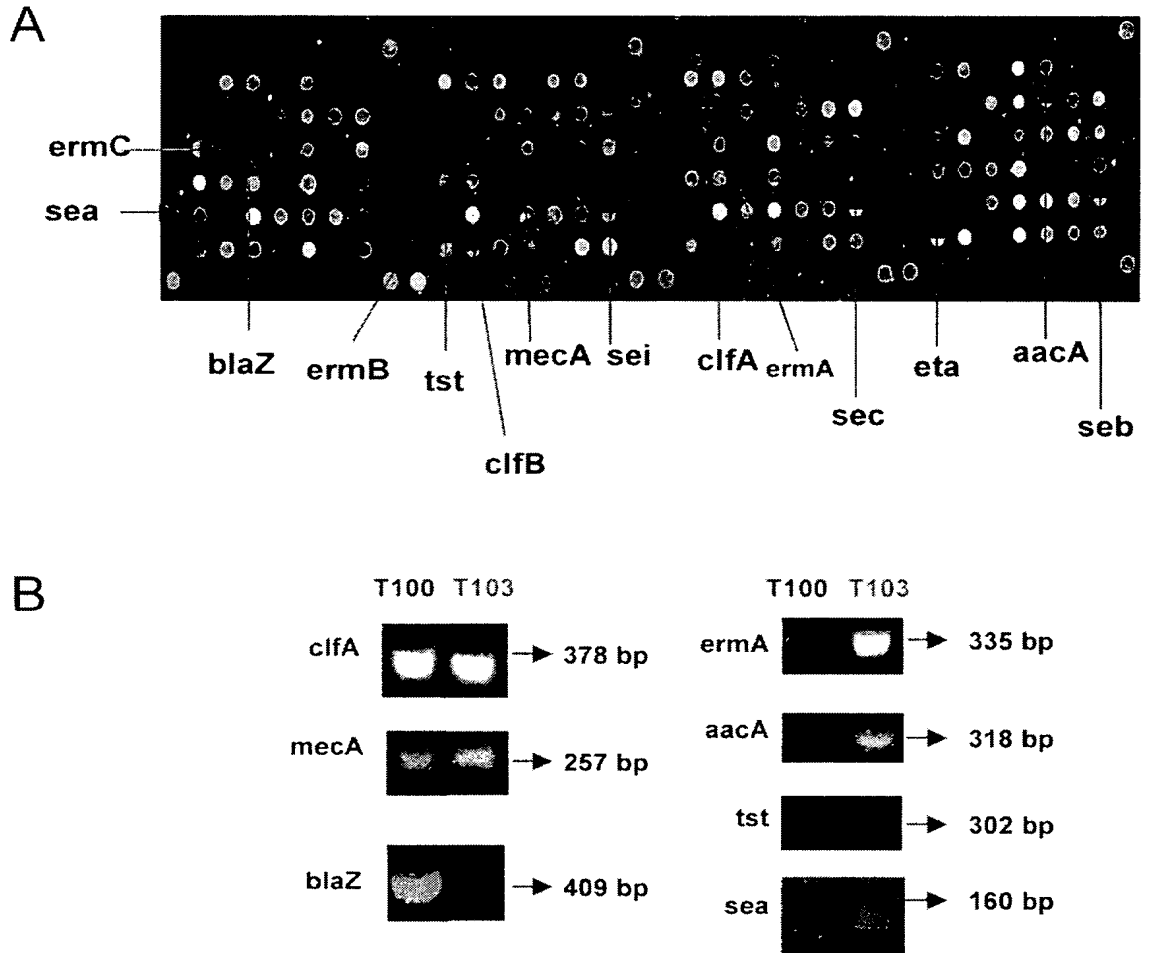 A
ermC
sea
blaZ
ermB
tst
clfB
mecA
sei
clfA
ermA
sec
eta
aacA
seb
B
T100 T103
clfA 378 bp
mecA 257 bp
blaZ 409 bp
T100 T103
ermA 335 bp
aacA 318 bp
tst 302 bp
sea 160 bp